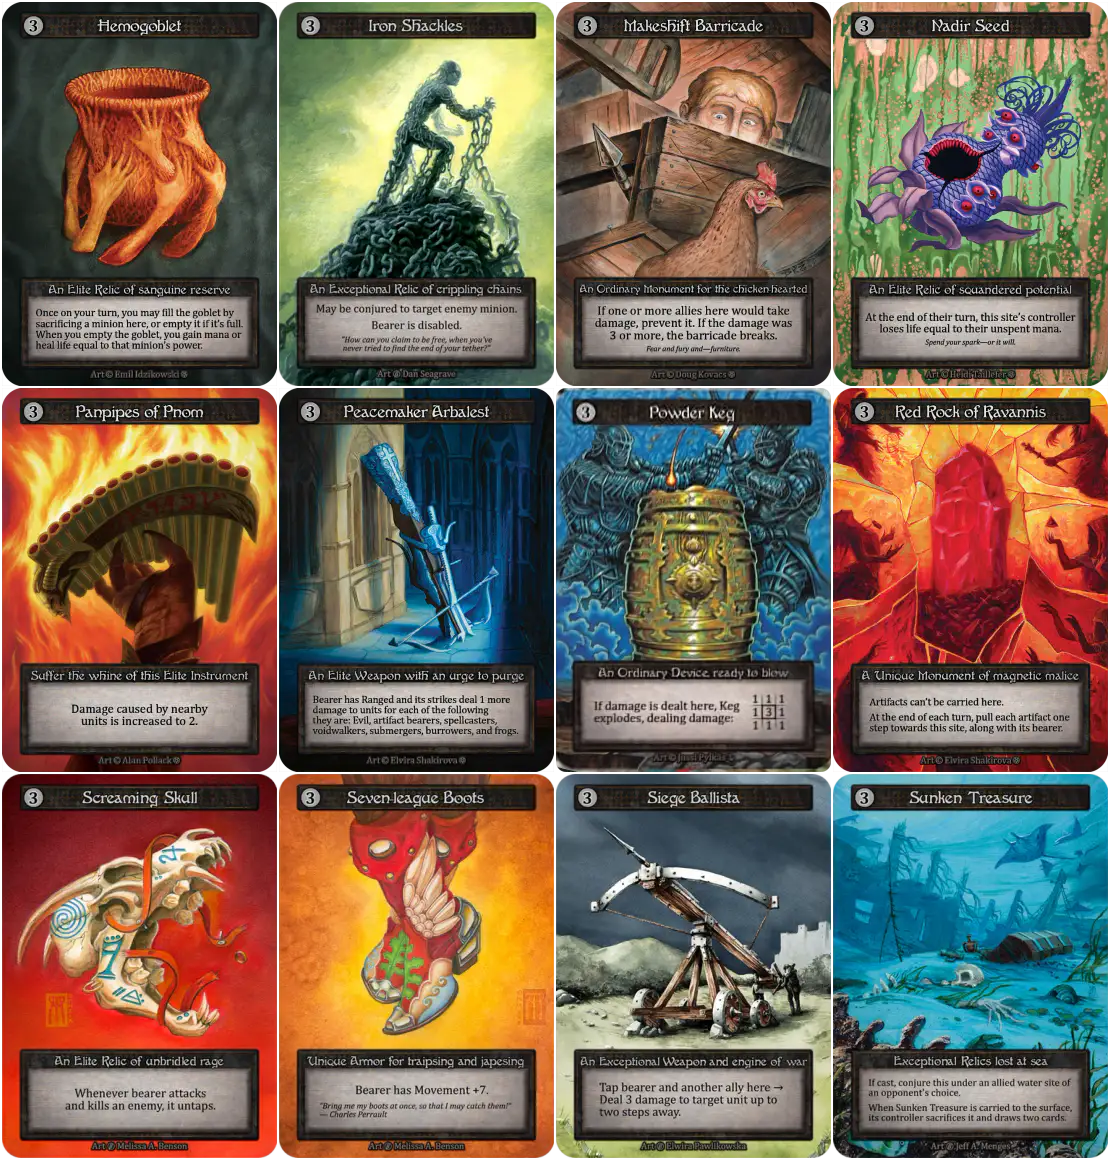 3 Hemogoblet
An Elite Relic of sanguine reserve
Once on your turn, you may fill the goblet by
sacrificing a minion here, or empty it if it's full.
When you empty the goblet, you gain mana or
heal life equal to that minion's power.
Art © Emil Idzikowski
3 Iron Shackles
An Exceptional Relic of crippling chains
May be conjured to target enemy minion.
Bearer is disabled.
"How can you claim to be free, when you've
never tried to find the end of your tether?"
Art © Dan Seagrave
3 Makeshift Barricade
An Ordinary Monument for the chicken-hearted
If one or more allies here would take
damage, prevent it. If the damage was
3 or more, the barricade breaks.
Fear and fury and—furniture.
Art © Doug Kovacs
3 Nadir Seed
An Elite Relic of squandered potential
At the end of their turn, this site's controller
loses life equal to their unspent mana.
Spend your spark—or it will.
Art © Heidi Taillefer
3 Panpipes of Pnom
Suffer the whine of this Elite Instrument
Damage caused by nearby
units is increased to 2.
Art © Alan Pollack
3 Peacemaker Arbalest
An Elite Weapon with an urge to purge
Bearer has Ranged and its strikes deal 1 more
damage to units for each of the following
they are: Evil, artifact bearers, spellcasters,
voidwalkers, submergers, burrowers, and frogs.
Art © Elvira Shakirova
3 Powder Keg
An Ordinary Device ready to blow
If damage is dealt here, Keg
explodes, dealing damage:
1 1 1
1 3 1
1 1 1
Art © Jussi Pylkäs
3 Red Rock of Ravannis
A Unique Monument of magnetic malice
Artifacts can't be carried here.
At the end of each turn, pull each artifact one
step towards this site, along with its bearer.
Art © Elvira Shakirova
3 Screaming Skull
An Elite Relic of unbridled rage
Whenever bearer attacks
and kills an enemy, it untaps.
Art © Melissa A. Benson
3 Seven-league Boots
Unique Armor for traipsing and japesing
Bearer has Movement +7.
"Bring me my boots at once, so that I may catch them!"
— Charles Perrault
Art © Melissa A. Benson
3 Siege Ballista
An Exceptional Weapon and engine of war
Tap bearer and another ally here →
Deal 3 damage to target unit up to
two steps away.
Art © Elwira Pawlikowska
3 Sunken Treasure
Exceptional Relics lost at sea
If cast, conjure this under an allied water site of
an opponent's choice.
When Sunken Treasure is carried to the surface,
its controller sacrifices it and draws two cards.
Art © Jeff A. Menges